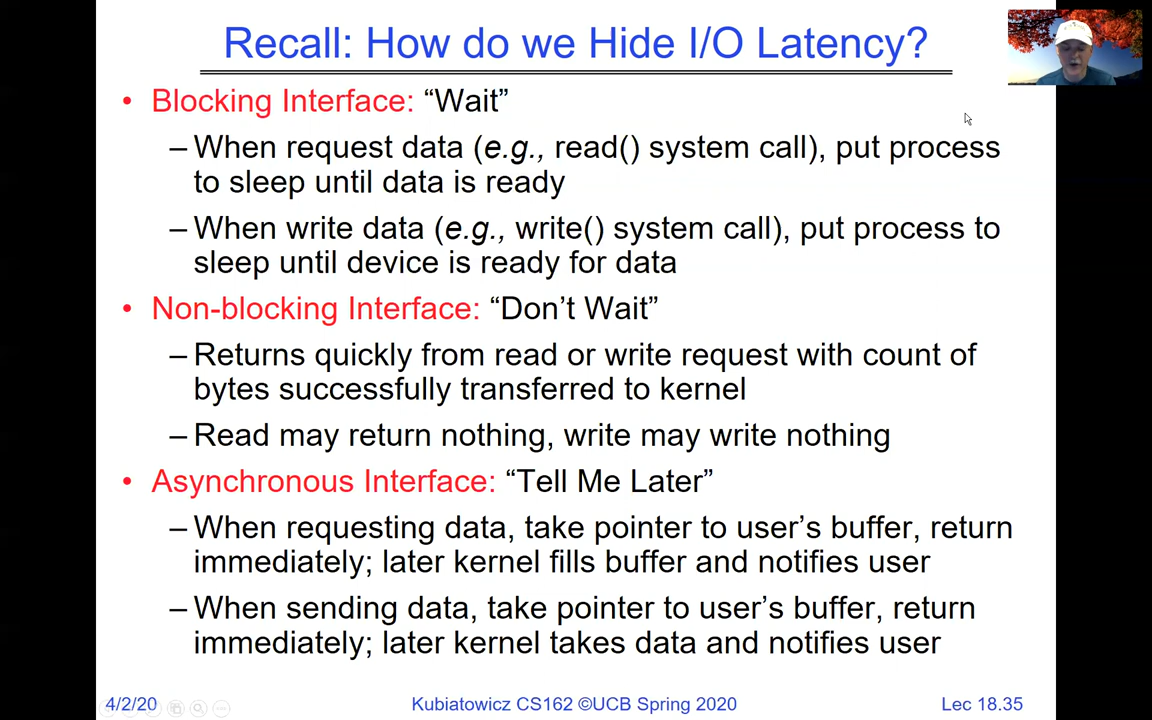 Recall: How do we Hide I/O Latency?
• Blocking Interface: “Wait”
– When request data (e.g., read() system call), put process
to sleep until data is ready
– When write data (e.g., write() system call), put process to
sleep until device is ready for data
• Non-blocking Interface: “Don’t Wait”
– Returns quickly from read or write request with count of
bytes successfully transferred to kernel
– Read may return nothing, write may write nothing
• Asynchronous Interface: “Tell Me Later”
– When requesting data, take pointer to user’s buffer, return
immediately; later kernel fills buffer and notifies user
– When sending data, take pointer to user’s buffer, return
immediately; later kernel takes data and notifies user
4/2/20 Kubiatowicz CS162 ©UCB Spring 2020 Lec 18.35